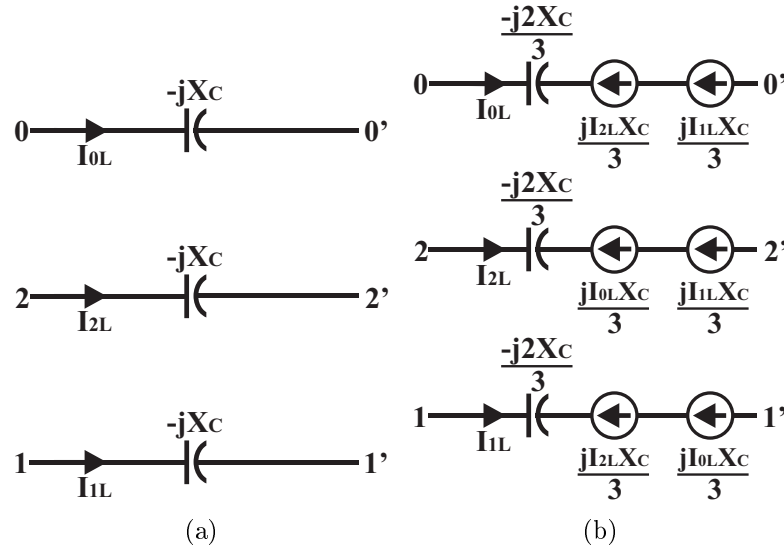 -jXC
0 0'
I0L
-jXC
2 2'
I2L
-jXC
1 1'
I1L
(a)
-j2XC
3
0 0'
I0L
jI2LXC jI1LXC
3 3
-j2XC
3
2 2'
I2L
jI0LXC jI1LXC
3 3
-j2XC
3
1 1'
I1L
jI2LXC jI0LXC
3 3
(b)